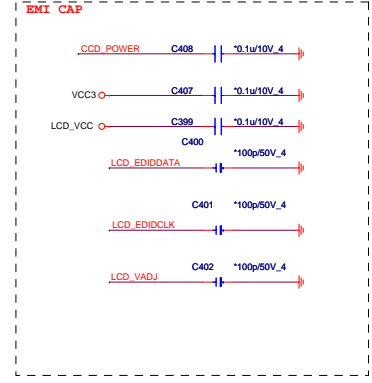 EMI CAP
CCD_POWER C408 *0.1u/10V_4
VCC3 C407 *0.1u/10V_4
LCD_VCC C399 *0.1u/10V_4
C400
LCD_EDIDDATA *100p/50V_4
C401 *100p/50V_4
LCD_EDIDCLK
C402 *100p/50V_4
LCD_VADJ